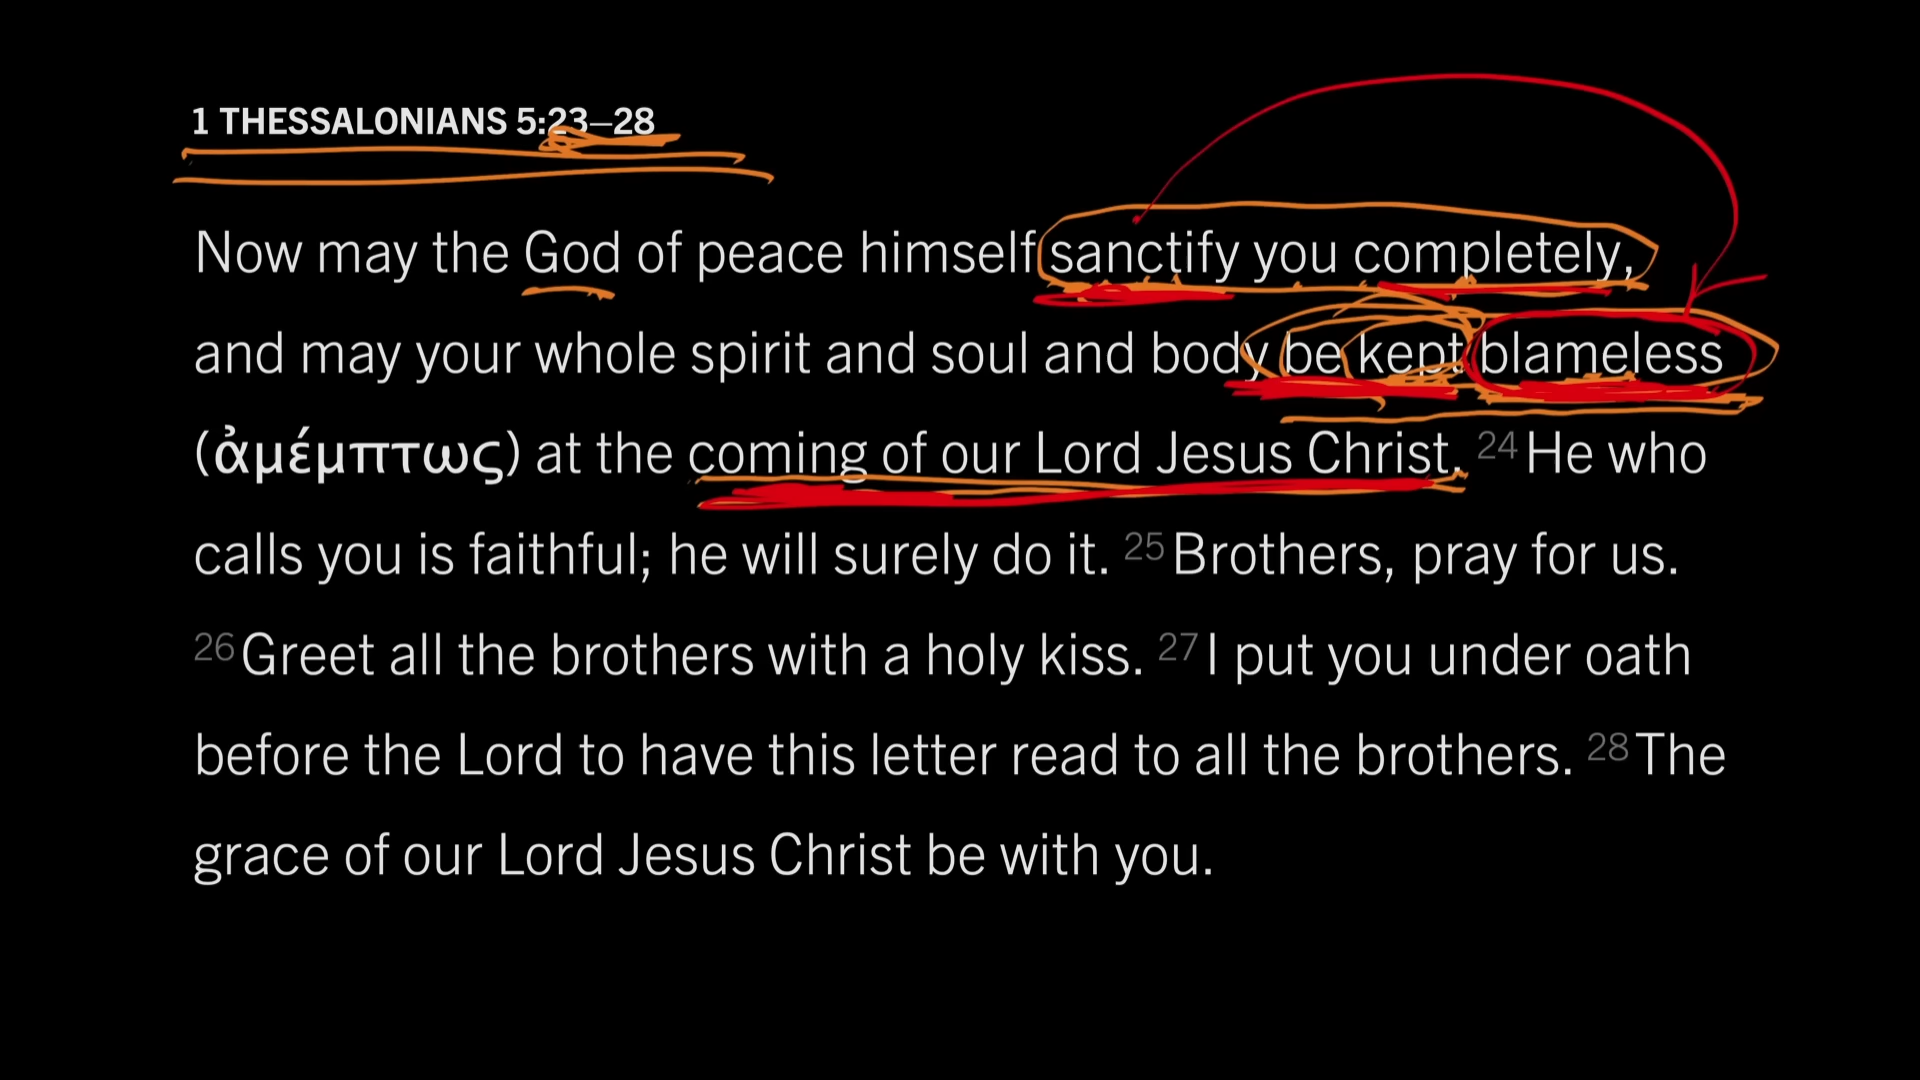 1 THESSALONIANS 5:23–28
Now may the God of peace himself sanctify you completely,
and may your whole spirit and soul and body be kept blameless
(ἀμέμπτως) at the coming of our Lord Jesus Christ. 24 He who
calls you is faithful; he will surely do it. 25 Brothers, pray for us.
26 Greet all the brothers with a holy kiss. 27 I put you under oath
before the Lord to have this letter read to all the brothers. 28 The
grace of our Lord Jesus Christ be with you.